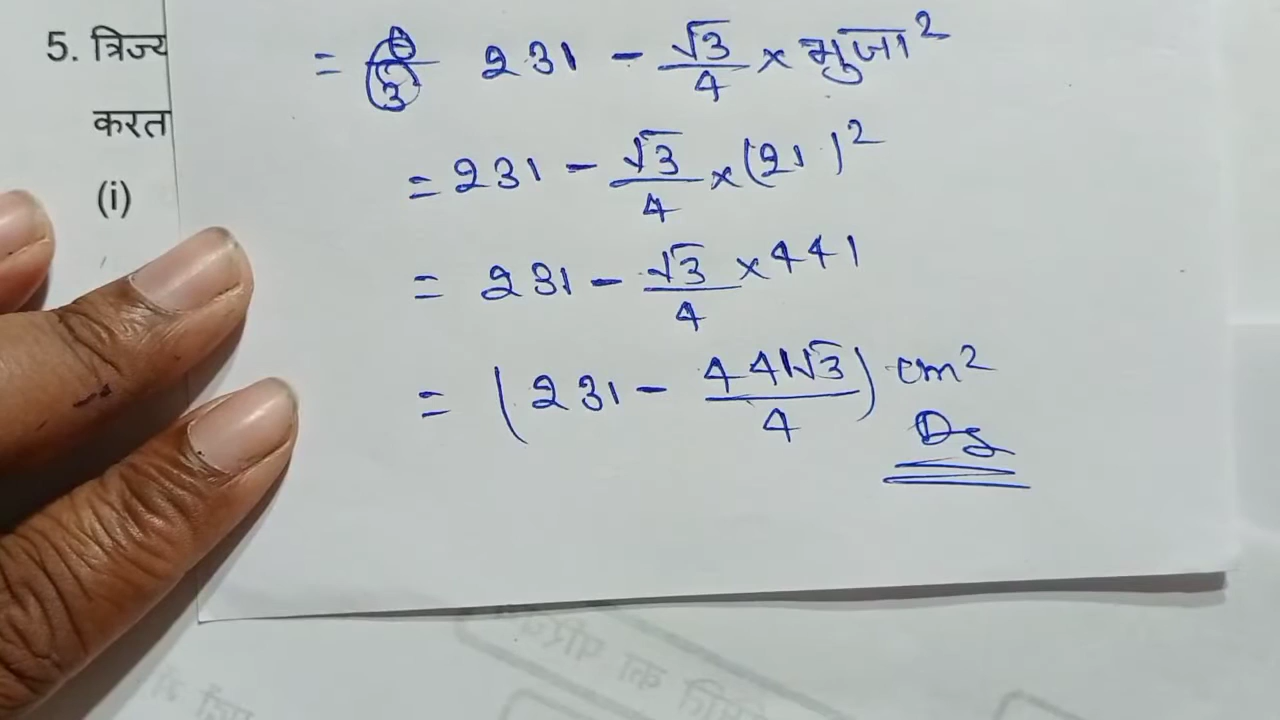 5. त्रिज्य
= 231 - √3/4 × भुजा²
करत
= 231 - √3/4 × (21)²
(i)
= 231 - √3/4 × 441
= (231 - 441√3/4) cm²